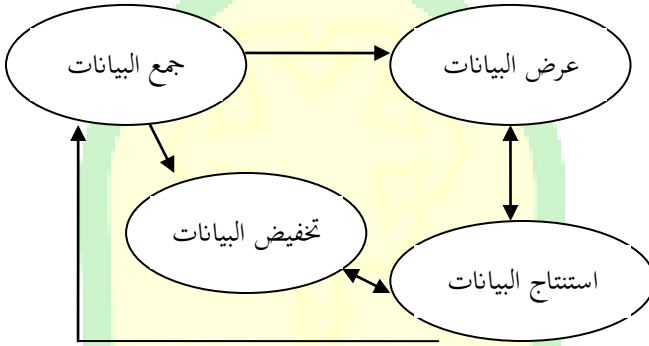 جمع البيانات
عرض البيانات
تخفيض البيانات
استنتاج البيانات